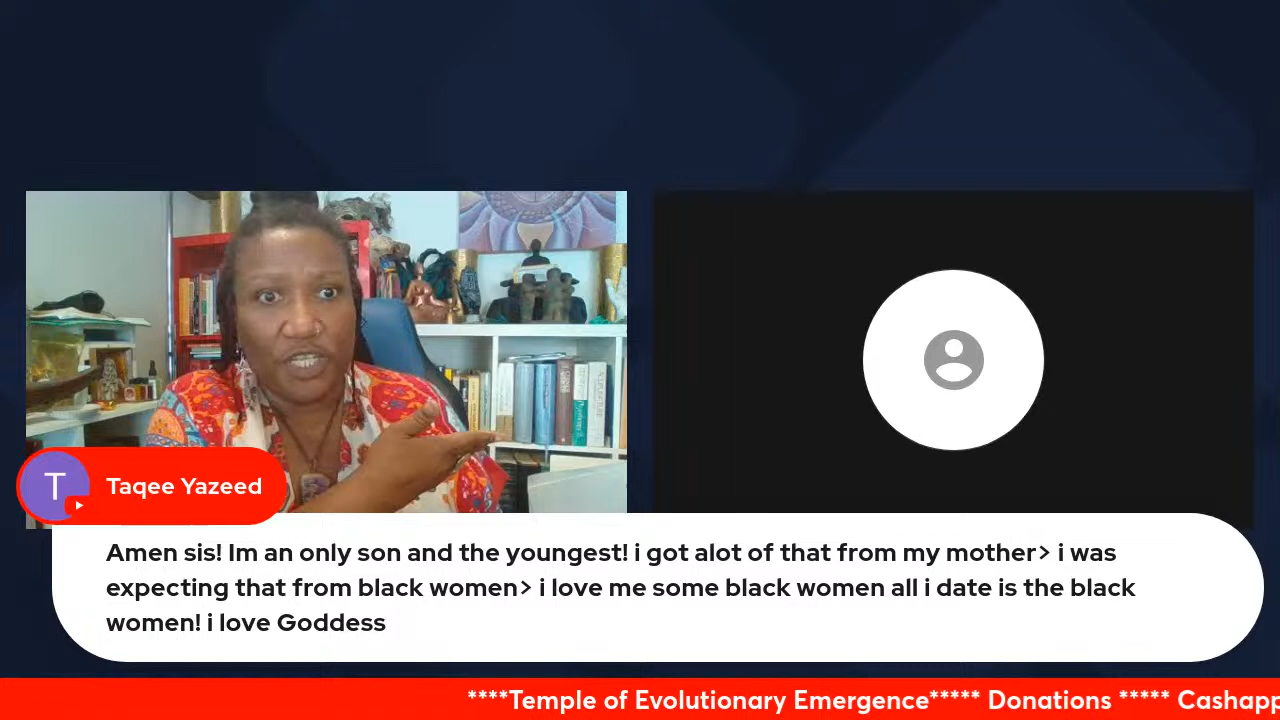 T
Taqee Yazeed
Amen sis! Im an only son and the youngest! i got alot of that from my mother> i was
expecting that from black women> i love me some black women all i date is the black
women! i love Goddess
****Temple of Evolutionary Emergence***** Donations ***** Cashapp